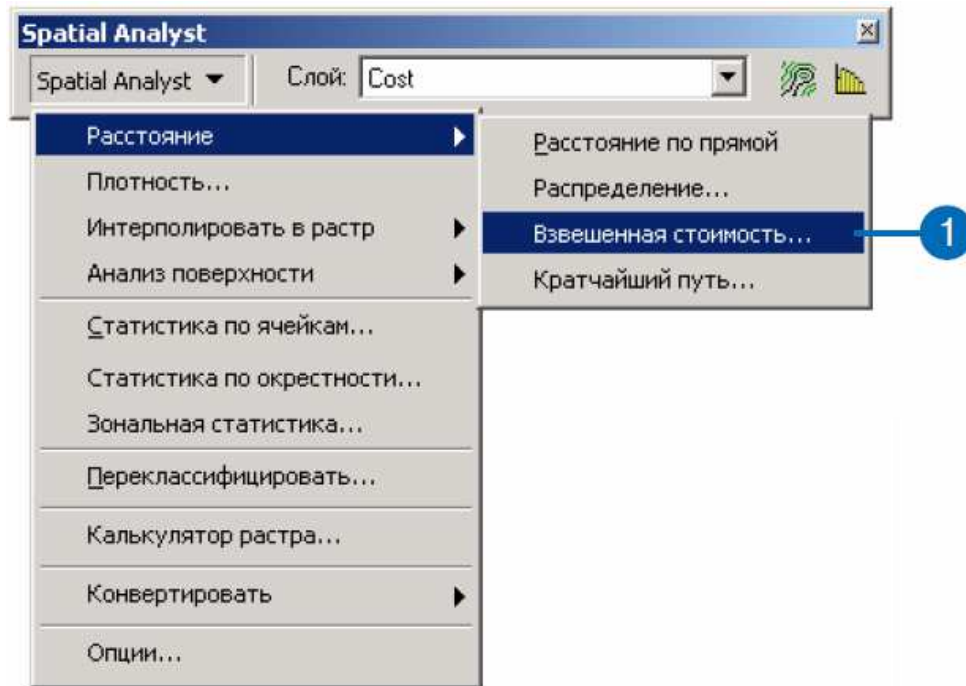 Spatial Analyst
Spatial Analyst Слой: Cost
Расстояние
Плотность...
Интерполировать в растр
Анализ поверхности
Статистика по ячейкам...
Статистика по окрестности...
Зональная статистика...
Переклассифицировать...
Калькулятор растра...
Конвертировать
Опции...
Расстояние по прямой
Распределение...
Взвешенная стоимость...
Кратчайший путь...
1